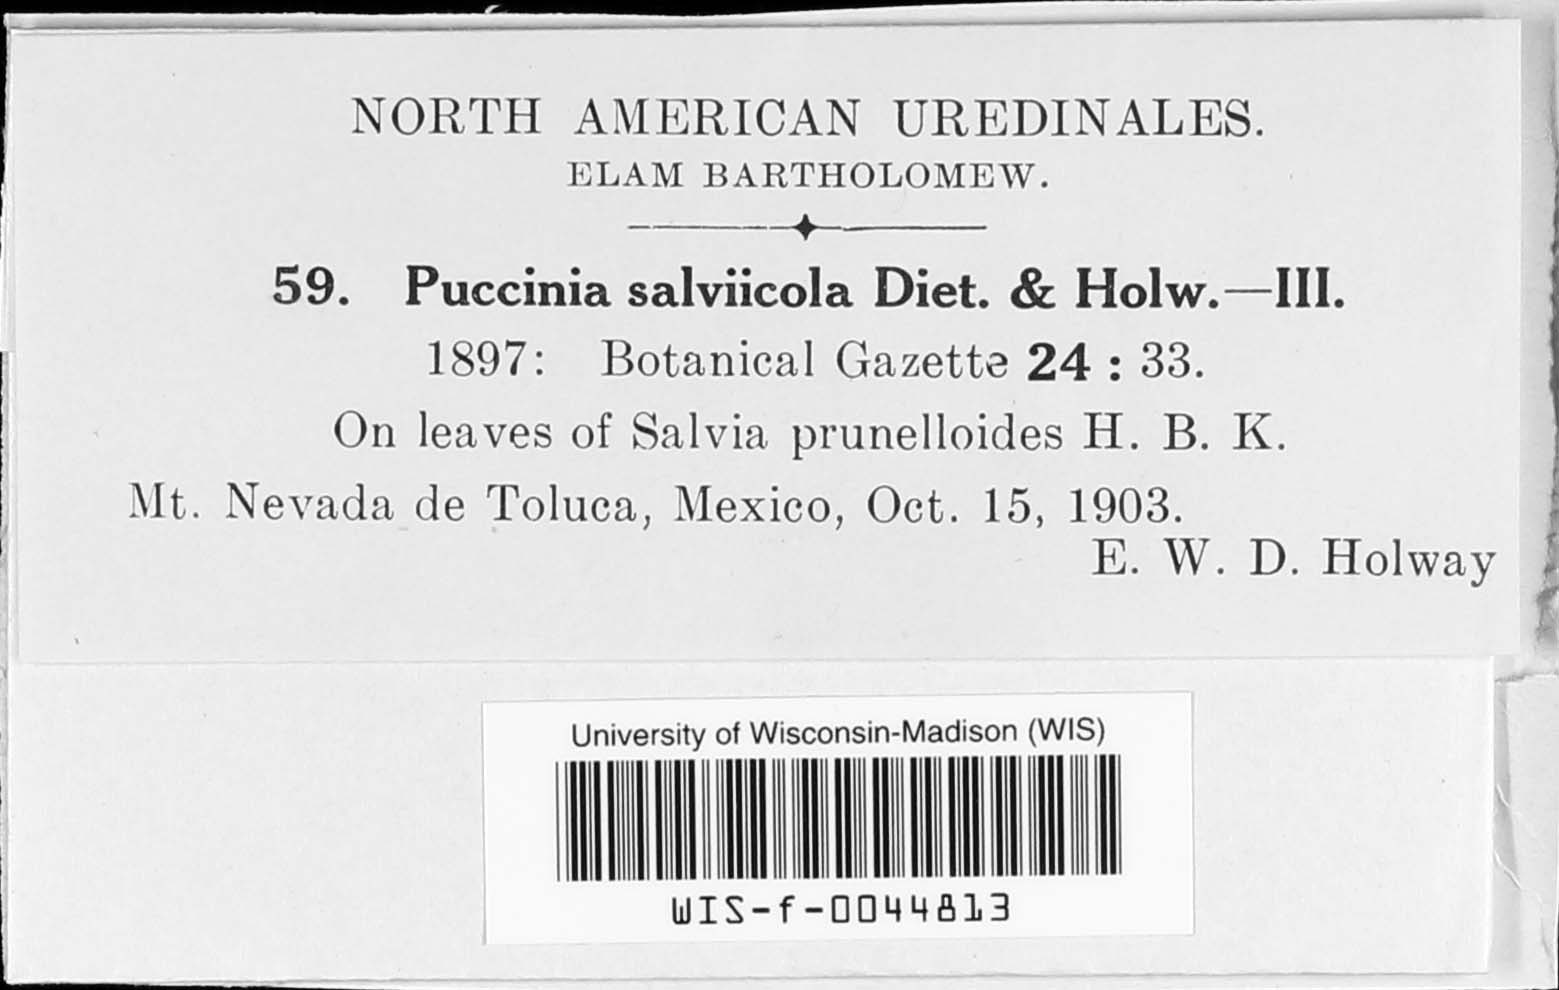 NORTH AMERICAN UREDINALES.
ELAM BARTHOLOMEW.
59. Puccinia salviicola Diet. & Holw.—III.
1897: Botanical Gazette 24 : 33.
On leaves of Salvia prunelloides H. B. K.
Mt. Nevada de Toluca, Mexico, Oct. 15, 1903.
E. W. D. Holway
University of Wisconsin-Madison (WIS)
WIS-f-0044813